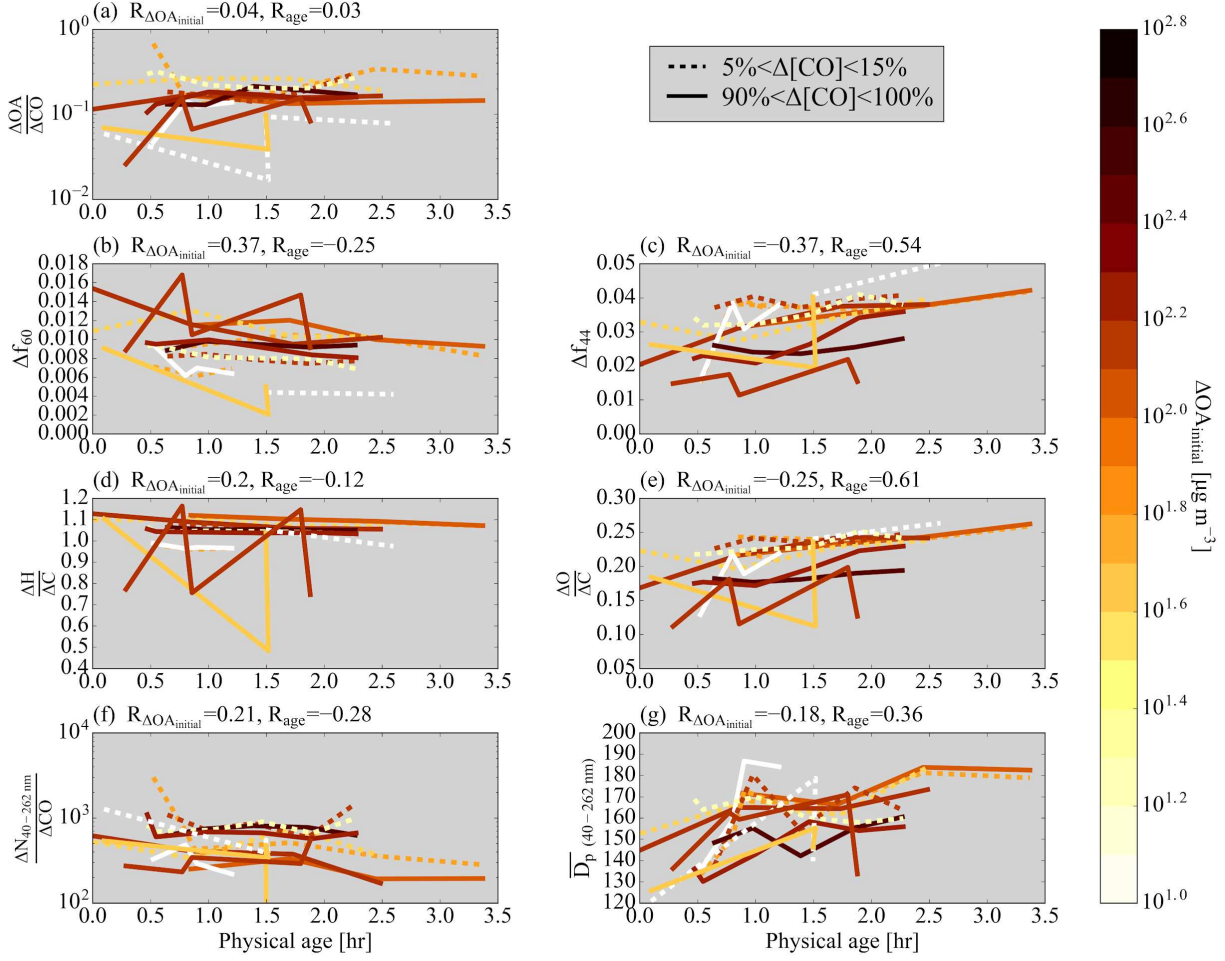 (a) R_ΔOA_initial=0.04, R_age=0.03
10^0
10^−1
10^−2
ΔOA
ΔCO
0.0 0.5 1.0 1.5 2.0 2.5 3.0 3.5
5%<Δ[CO]<15%
90%<Δ[CO]<100%
(b) R_ΔOA_initial=0.37, R_age=−0.25
0.018
0.016
0.014
0.012
0.010
0.008
0.006
0.004
0.002
0.000
Δf_60
0.0 0.5 1.0 1.5 2.0 2.5 3.0 3.5
(c) R_ΔOA_initial=−0.37, R_age=0.54
0.05
0.04
0.03
0.02
0.01
0.00
Δf_44
0.0 0.5 1.0 1.5 2.0 2.5 3.0 3.5
(d) R_ΔOA_initial=0.2, R_age=−0.12
1.2
1.1
1.0
0.9
0.8
0.7
0.6
0.5
0.4
ΔH
ΔC
0.0 0.5 1.0 1.5 2.0 2.5 3.0 3.5
(e) R_ΔOA_initial=−0.25, R_age=0.61
0.30
0.25
0.20
0.15
0.10
0.05
ΔO
ΔC
0.0 0.5 1.0 1.5 2.0 2.5 3.0 3.5
(f) R_ΔOA_initial=0.21, R_age=−0.28
10^4
10^3
10^2
ΔN_40−262 nm
ΔCO
0.0 0.5 1.0 1.5 2.0 2.5 3.0 3.5
Physical age [hr]
(g) R_ΔOA_initial=−0.18, R_age=0.36
200
190
180
170
160
150
140
130
120
D_p (40−262 nm)
0.0 0.5 1.0 1.5 2.0 2.5 3.0 3.5
Physical age [hr]
10^2.8
10^2.6
10^2.4
10^2.2
10^2.0
10^1.8
10^1.6
10^1.4
10^1.2
10^1.0
ΔOA_initial [µg m^−3]